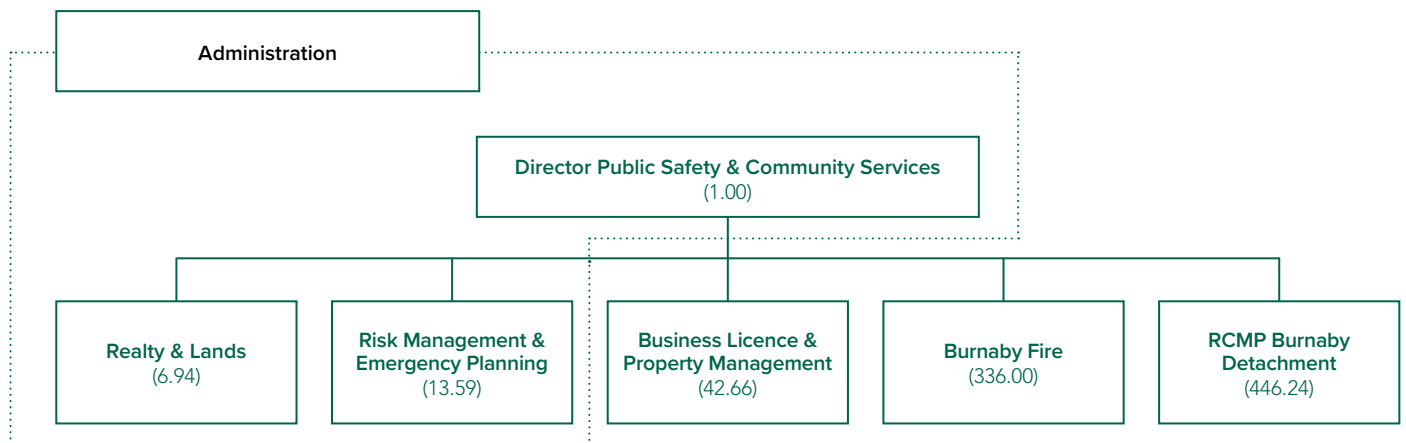 Administration
Director Public Safety & Community Services
(1.00)
Realty & Lands
(6.94)
Risk Management &
Emergency Planning
(13.59)
Business Licence &
Property Management
(42.66)
Burnaby Fire
(336.00)
RCMP Burnaby
Detachment
(446.24)